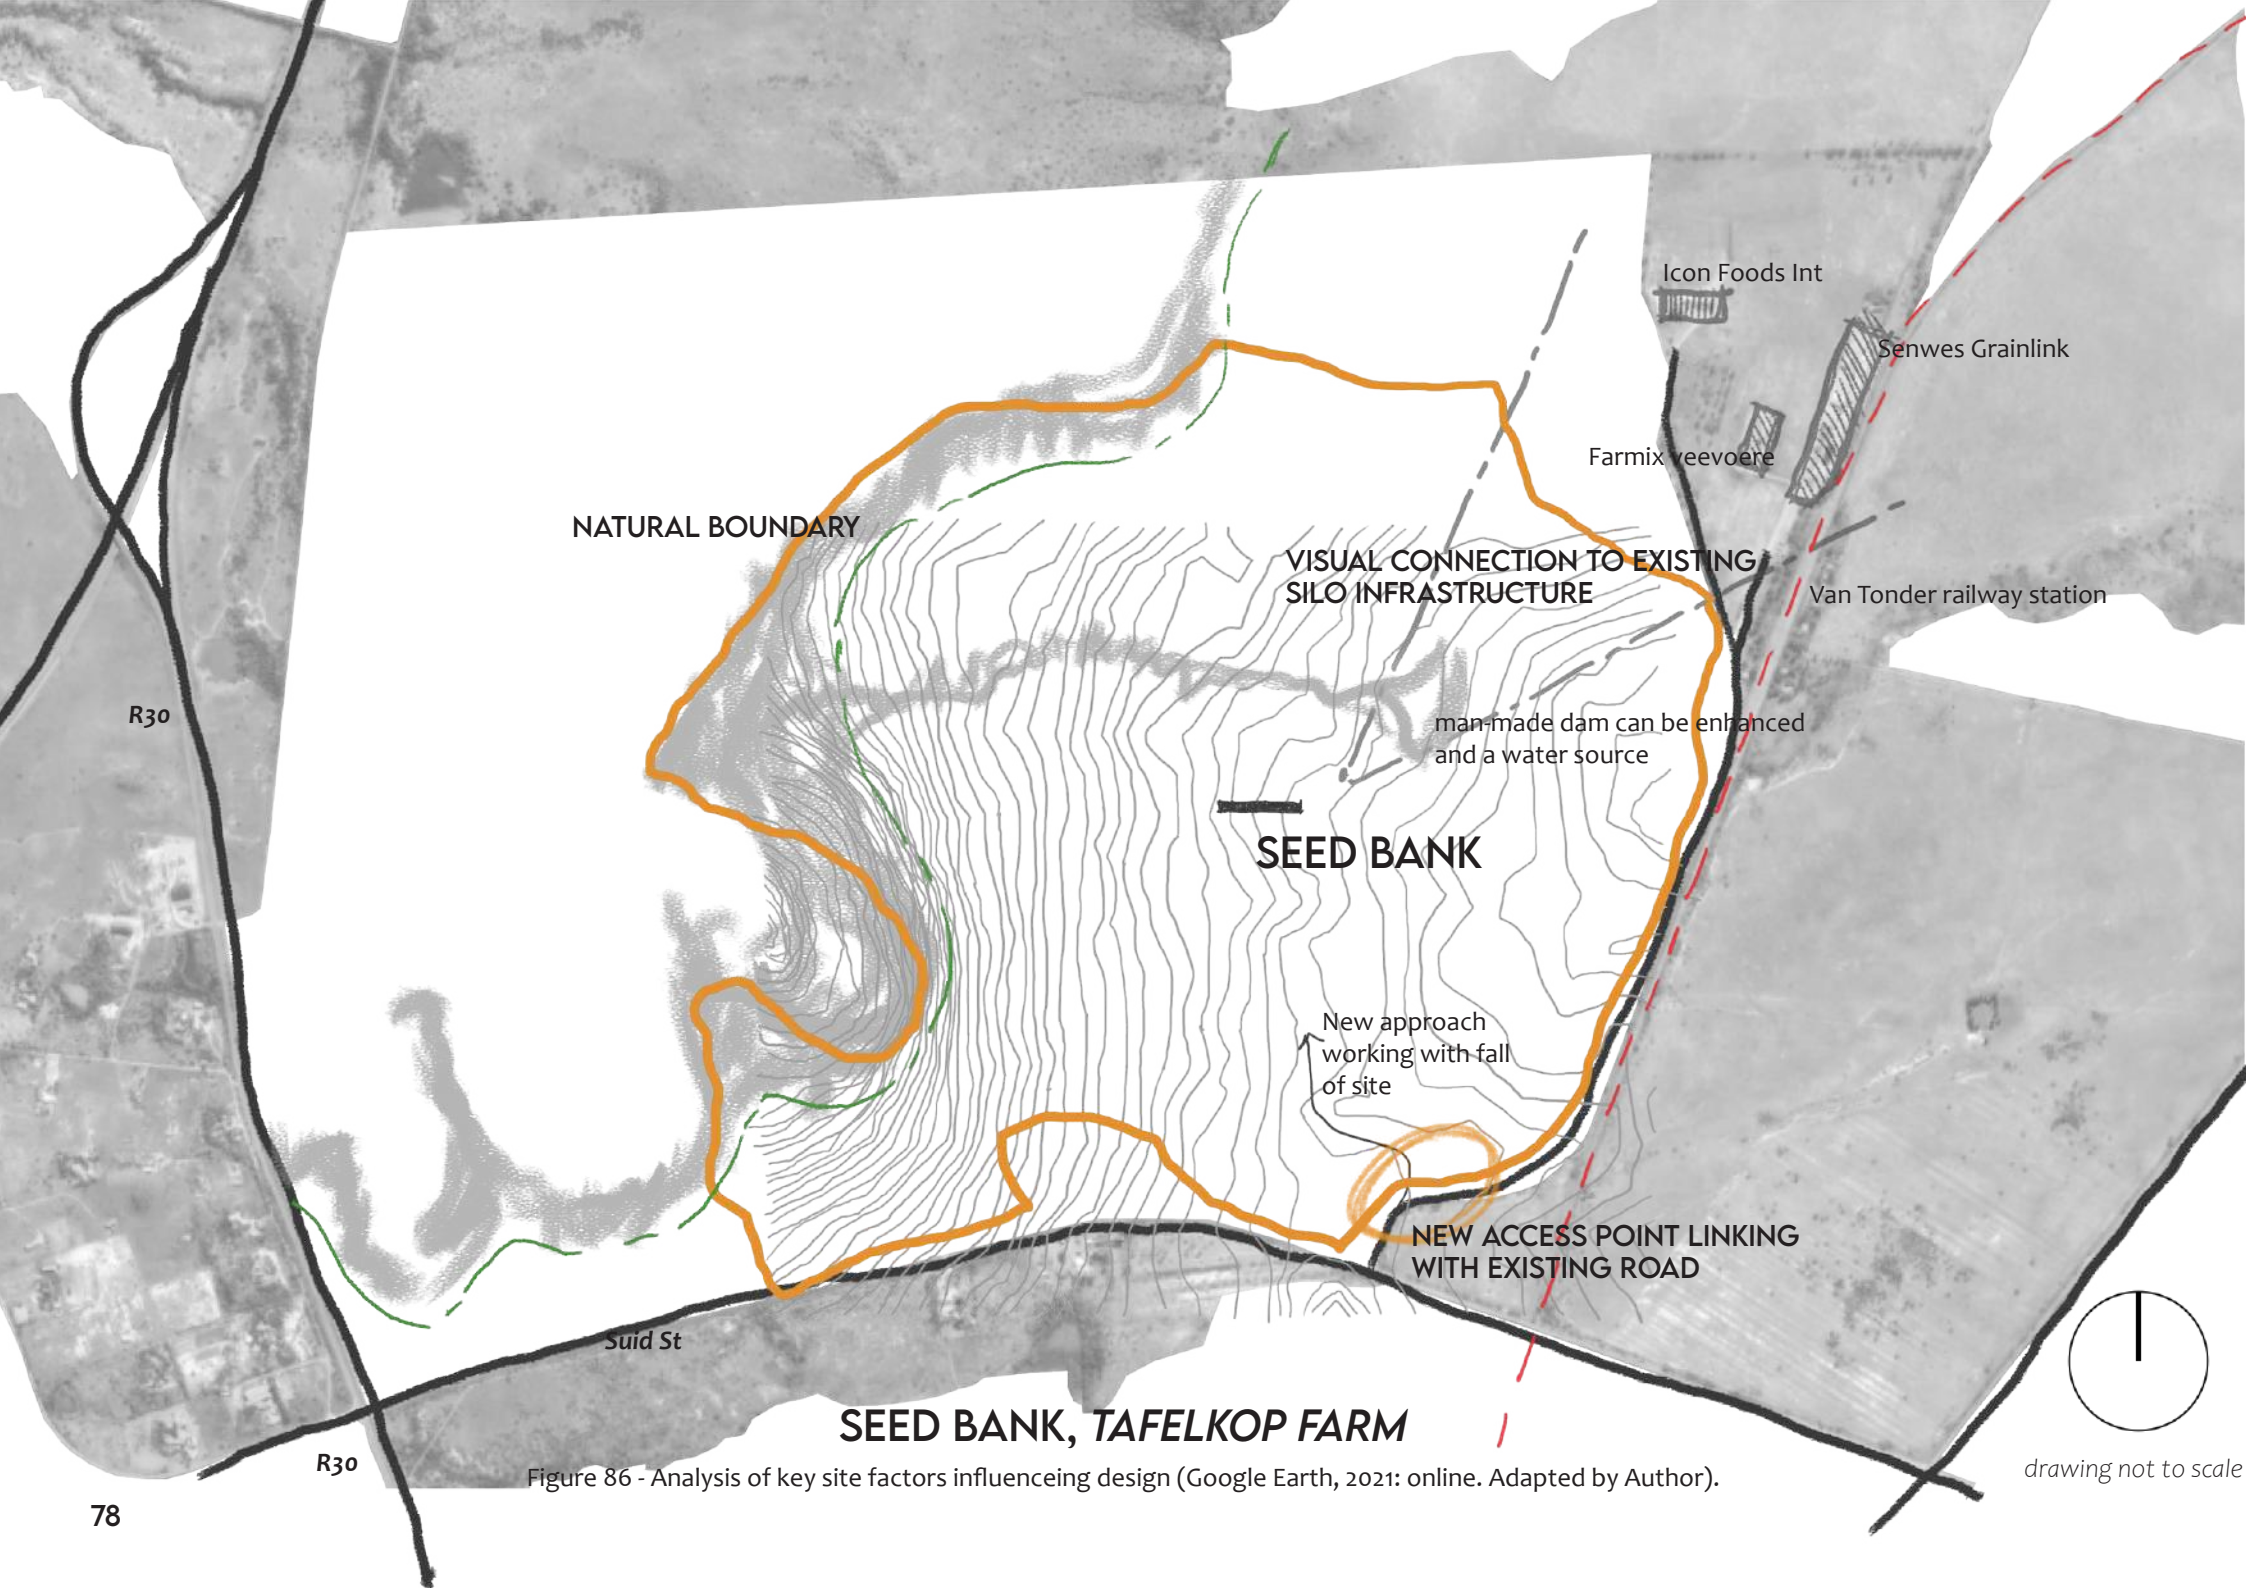 Icon Foods Int
Senwes Grainlink
Farmix veevoere
NATURAL BOUNDARY
VISUAL CONNECTION TO EXISTING
SILO INFRASTRUCTURE
Van Tonder railway station
R30
man-made dam can be enhanced
and a water source
SEED BANK
New approach
working with fall
of site
NEW ACCESS POINT LINKING
WITH EXISTING ROAD
Suid St
SEED BANK, TAFELKOP FARM
R30
Figure 86 - Analysis of key site factors influenceing design (Google Earth, 2021: online. Adapted by Author).
drawing not to scale
78